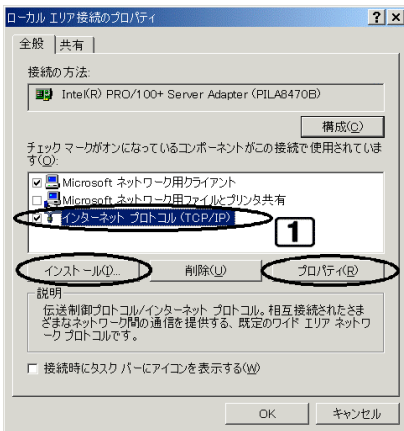 ローカル エリア接続のプロパティ
全般 共有
接続の方法:
Intel(R) PRO/100+ Server Adapter (PILA8470B)
構成(C)
チェック マークがオンになっているコンポーネントがこの接続で使用されていま
す(O):
Microsoft ネットワーク用クライアント
Microsoft ネットワーク用ファイルとプリンタ共有
インターネット プロトコル (TCP/IP)
1
インストール(I)... 削除(U) プロパティ(R)
説明
伝送制御プロトコル/インターネット プロトコル。相互接続されたさま
ざまなネットワーク間の通信を提供する、既定のワイド エリア ネットワ
ーク プロトコルです。
接続時にタスク バーにアイコンを表示する(W)
OK キャンセル